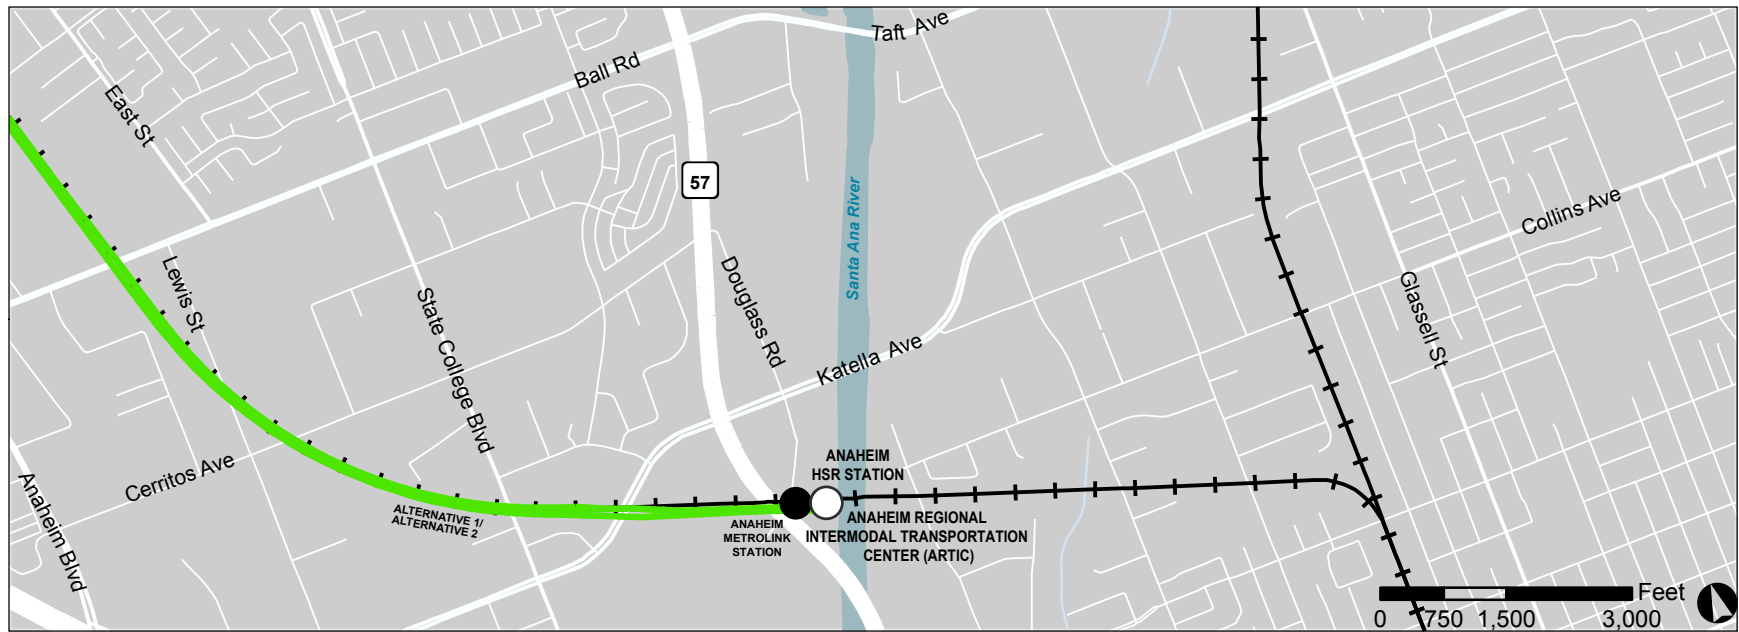 Taft Ave
Ball Rd
East St
57
Santa Ana River
Collins Ave
Lewis St
Douglass Rd
State College Blvd
Glassell St
Katella Ave
Cerritos Ave
Anaheim Blvd
ANAHEIM
HSR STATION
ALTERNATIVE 1/
ALTERNATIVE 2
ANAHEIM
METROLINK
STATION
ANAHEIM REGIONAL
INTERMODAL TRANSPORTATION
CENTER (ARTIC)
Feet
0 750 1,500 3,000